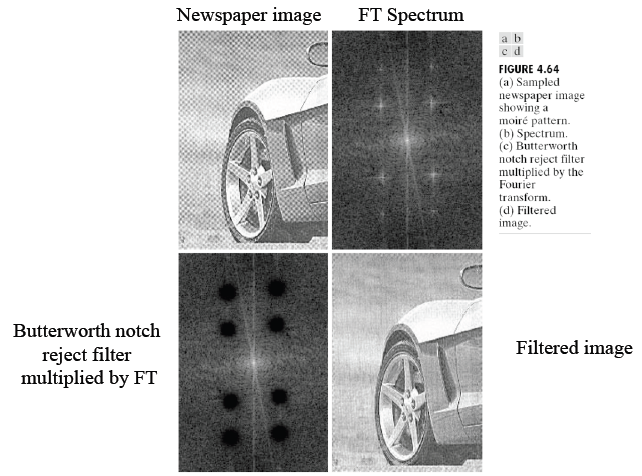 Newspaper image
FT Spectrum
a b
c d
FIGURE 4.64
(a) Sampled
newspaper image
showing a
moiré pattern.
(b) Spectrum.
(c) Butterworth
notch reject filter
multiplied by the
Fourier
transform.
(d) Filtered
image.
Butterworth notch
reject filter
multiplied by FT
Filtered image